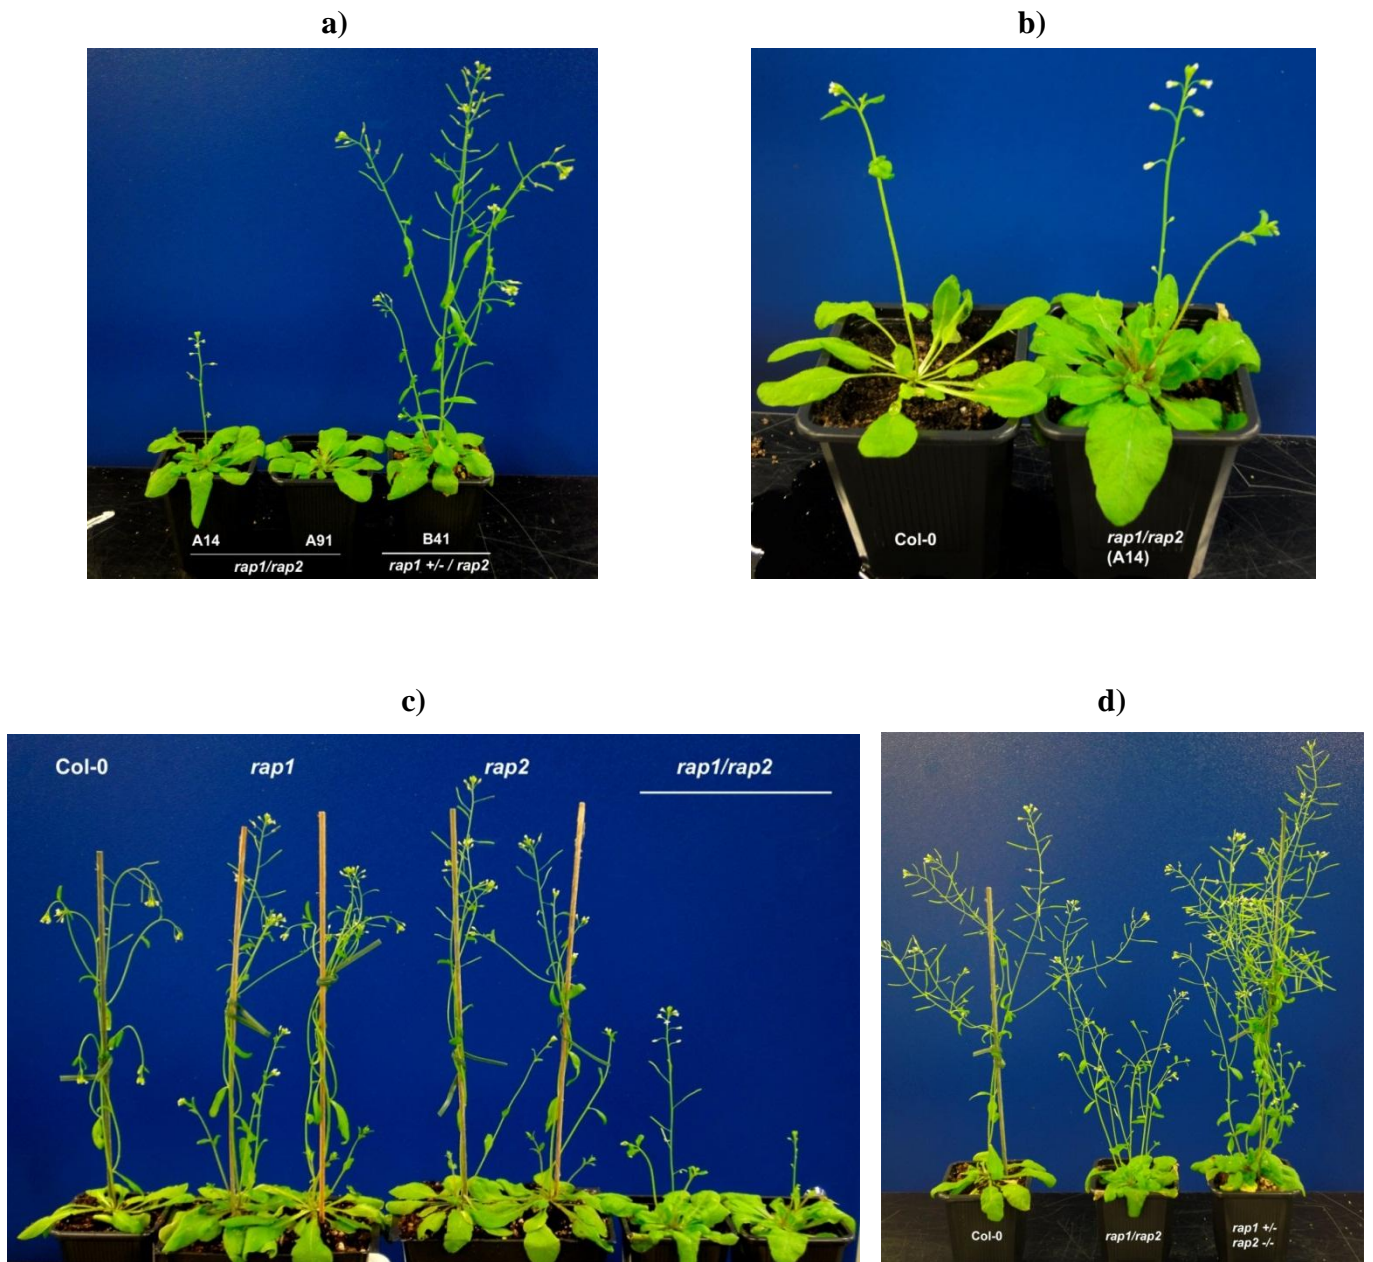 a)
b)
A14 A91 B41
rap1/rap2 rap1 +/- / rap2
Col-0 rap1/rap2
(A14)
c)
d)
Col-0 rap1 rap2 rap1/rap2
Col-0 rap1/rap2 rap1 +/-
rap2 -/-